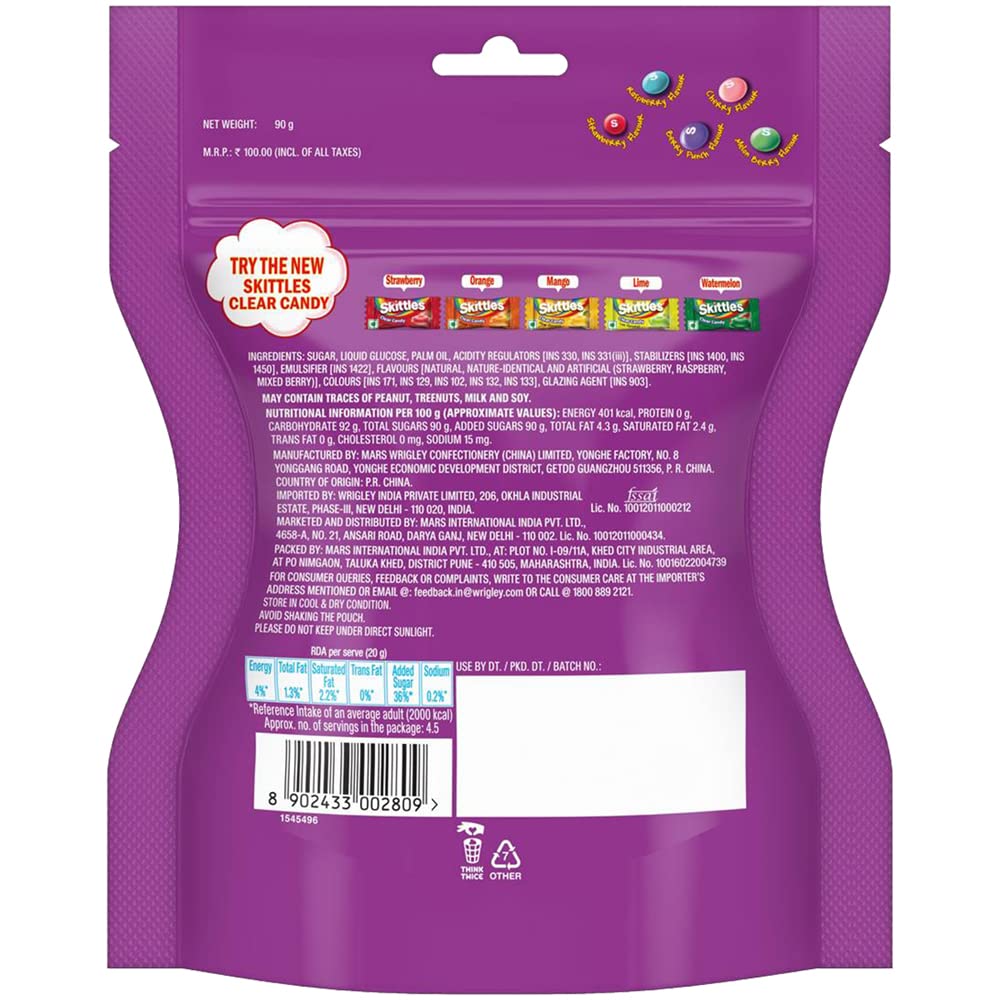 Raspberry Flavour
Cherry Flavour
Strawberry Flavour
Berry Punch Flavour
Melon Berry Flavour
S
S
S
S
S
NET WEIGHT: 90 g
M.R.P.: ₹ 100.00 (INCL. OF ALL TAXES)
TRY THE NEW
SKITTLES
CLEAR CANDY
Strawberry Orange Mango Lime Watermelon
Skittles Skittles Skittles Skittles Skittles
Clear Candy Clear Candy Clear Candy Clear Candy Clear Candy
INGREDIENTS: SUGAR, LIQUID GLUCOSE, PALM OIL, ACIDITY REGULATORS [INS 330, INS 331(iii)], STABILIZERS [INS 1400, INS
1450], EMULSIFIER [INS 1422], FLAVOURS [NATURAL, NATURE-IDENTICAL AND ARTIFICIAL (STRAWBERRY, RASPBERRY,
MIXED BERRY)], COLOURS [INS 171, INS 129, INS 102, INS 132, INS 133], GLAZING AGENT [INS 903].
MAY CONTAIN TRACES OF PEANUT, TREENUTS, MILK AND SOY.
NUTRITIONAL INFORMATION PER 100 g (APPROXIMATE VALUES): ENERGY 401 kcal, PROTEIN 0 g,
CARBOHYDRATE 92 g, TOTAL SUGARS 90 g, ADDED SUGARS 90 g, TOTAL FAT 4.3 g, SATURATED FAT 2.4 g,
TRANS FAT 0 g, CHOLESTEROL 0 mg, SODIUM 15 mg.
MANUFACTURED BY: MARS WRIGLEY CONFECTIONERY (CHINA) LIMITED, YONGHE FACTORY, NO. 8
YONGGANG ROAD, YONGHE ECONOMIC DEVELOPMENT DISTRICT, GETDD GUANGZHOU 511356, P. R. CHINA.
COUNTRY OF ORIGIN: P.R. CHINA.
IMPORTED BY: WRIGLEY INDIA PRIVATE LIMITED, 206, OKHLA INDUSTRIAL
ESTATE, PHASE-III, NEW DELHI - 110 020, INDIA.
fssai
Lic. No. 10012011000212
MARKETED AND DISTRIBUTED BY: MARS INTERNATIONAL INDIA PVT. LTD.,
4658-A, NO. 21, ANSARI ROAD, DARYA GANJ, NEW DELHI - 110 002. Lic. No. 10012011000434.
PACKED BY: MARS INTERNATIONAL INDIA PVT. LTD., AT: PLOT NO. I-09/11A, KHED CITY INDUSTRIAL AREA,
AT PO NIMGAON, TALUKA KHED, DISTRICT PUNE - 410 505, MAHARASHTRA, INDIA. Lic. No. 10016022004739
FOR CONSUMER QUERIES, FEEDBACK OR COMPLAINTS, WRITE TO THE CONSUMER CARE AT THE IMPORTER'S
ADDRESS MENTIONED OR EMAIL @: feedback.in@wrigley.com OR CALL @ 1800 889 2121.
STORE IN COOL & DRY CONDITION.
AVOID SHAKING THE POUCH.
PLEASE DO NOT KEEP UNDER DIRECT SUNLIGHT.
RDA per serve (20 g)
Energy 4%*
Total Fat 1.3%*
Saturated Fat 2.2%*
Trans Fat 0%*
Added Sugar 36%*
Sodium 0.2%*
*Reference Intake of an average adult (2000 kcal)
Approx. no. of servings in the package: 4.5
USE BY DT. / PKD. DT. / BATCH NO.:
8 902433 002809 >
1545496
THINK
TWICE
7
OTHER